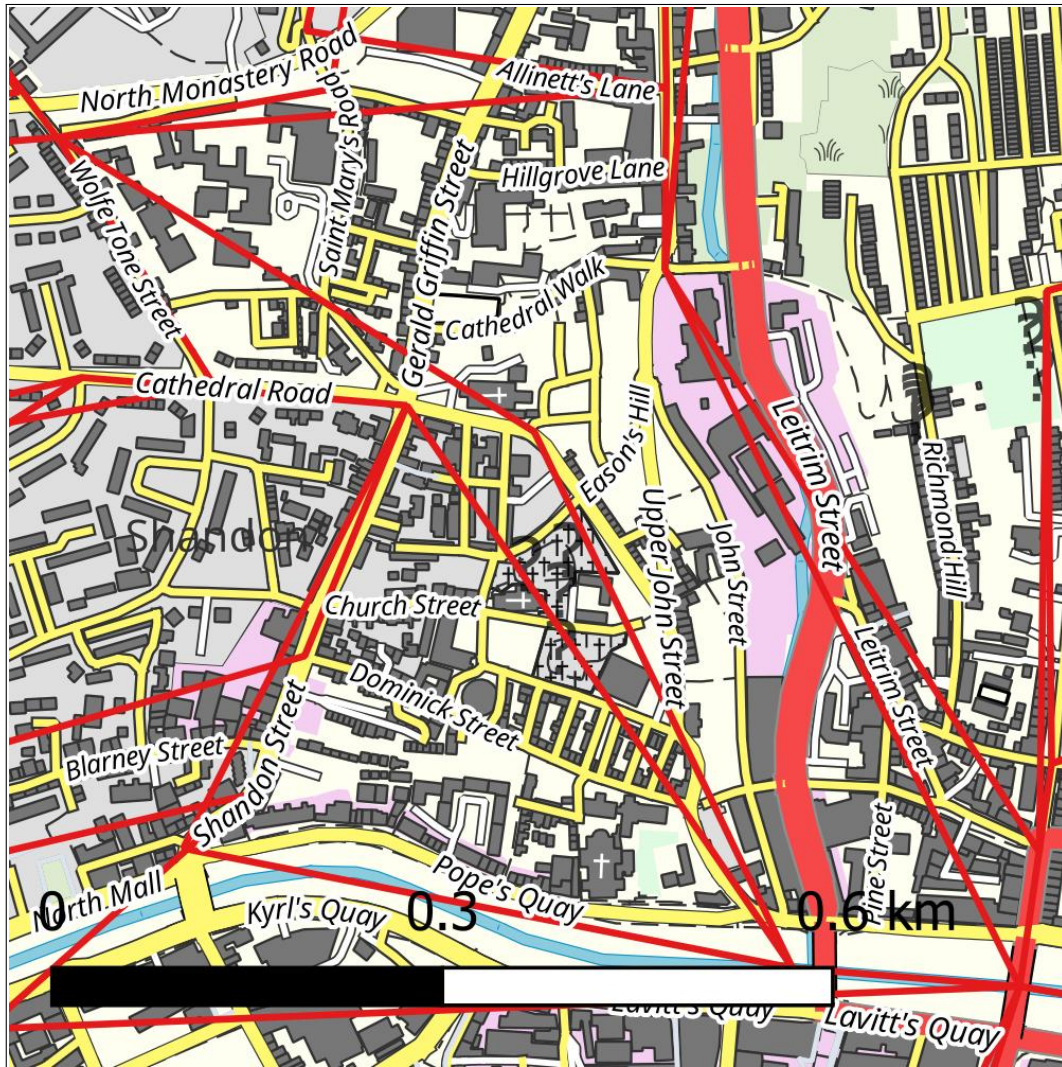 North Monastery Road
Allinett's Lane
Hillgrove Lane
Wolfe Tone Street
Saint Mary's Road
Gerald Griffin Street
Cathedral Walk
Cathedral Road
Eason's Hill
Leitrim Street
Richmond Hill
Upper John Street
John Street
Shandon
Church Street
Leitrim Street
Dominick Street
Blarney Street
Shandon Street
Pope's Quay
Pine Street
North Mall
Kyrl's Quay
0
0.3
0.6 km
Lavitt's Quay
Lavitt's Quay